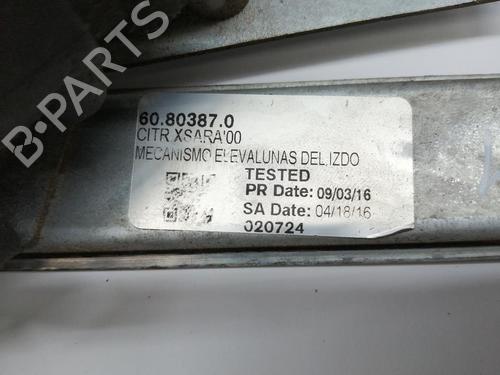 60.80387.0
CITR.XSARA'00
MECANISMO ELEVALUNAS DEL.IZDO
TESTED
PR Date: 09/03/16
SA Date: 04/18/16
020724
B-PARTS